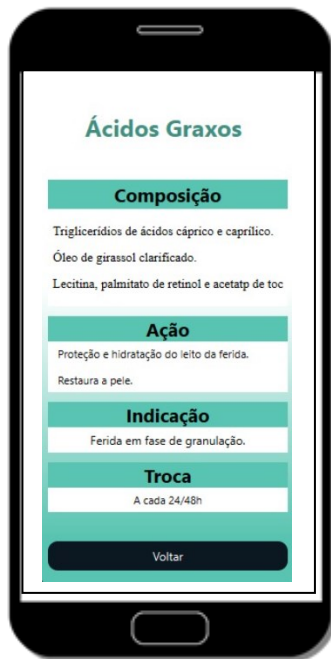 Ácidos Graxos
Composição
Triglicerídios de ácidos cáprico e caprílico.
Óleo de girassol clarificado.
Lecitina, palmitato de retinol e acetatp de toc
Ação
Proteção e hidratação do leito da ferida.
Restaura a pele.
Indicação
Ferida em fase de granulação.
Troca
A cada 24/48h
Voltar